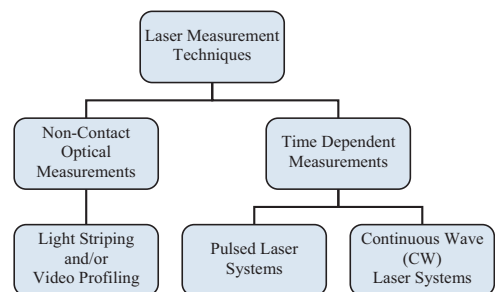 Laser Measurement
Techniques
Non-Contact
Optical
Measurements
Time Dependent
Measurements
Light Striping
and/or
Video Profiling
Pulsed Laser
Systems
Continuous Wave
(CW)
Laser Systems